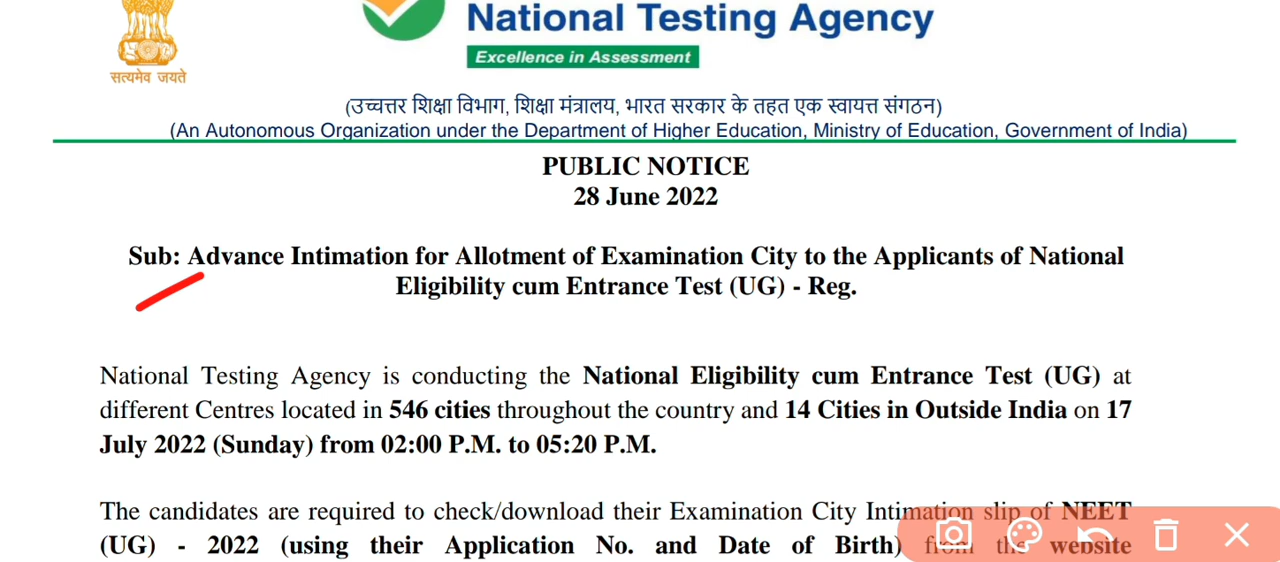 सत्यमेव जयते
National Testing Agency
Excellence in Assessment
(उच्चत्तर शिक्षा विभाग, शिक्षा मंत्रालय, भारत सरकार के तहत एक स्वायत्त संगठन)
(An Autonomous Organization under the Department of Higher Education, Ministry of Education, Government of India)
PUBLIC NOTICE
28 June 2022
Sub: Advance Intimation for Allotment of Examination City to the Applicants of National
Eligibility cum Entrance Test (UG) - Reg.
National Testing Agency is conducting the National Eligibility cum Entrance Test (UG) at
different Centres located in 546 cities throughout the country and 14 Cities in Outside India on 17
July 2022 (Sunday) from 02:00 P.M. to 05:20 P.M.
The candidates are required to check/download their Examination City Intimation slip of NEET
(UG) - 2022 (using their Application No. and Date of Birth) from the website